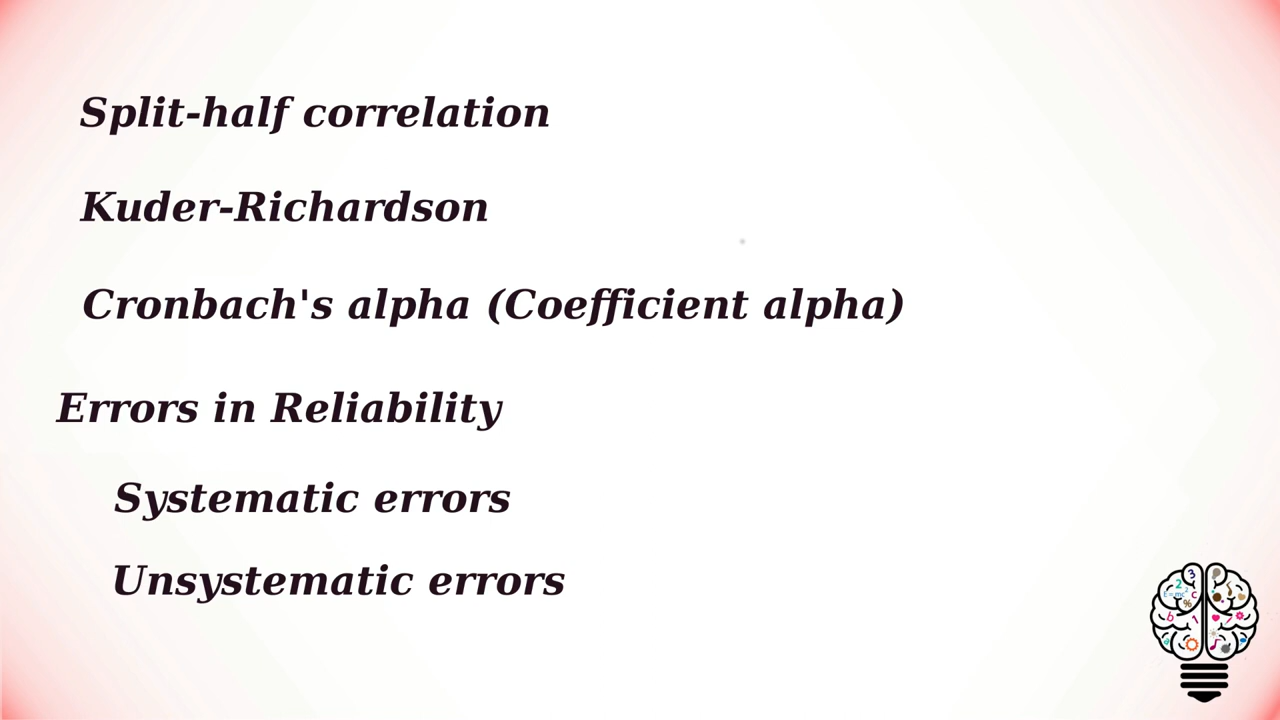 Split-half correlation
Kuder-Richardson
Cronbach's alpha (Coefficient alpha)
Errors in Reliability
Systematic errors
Unsystematic errors